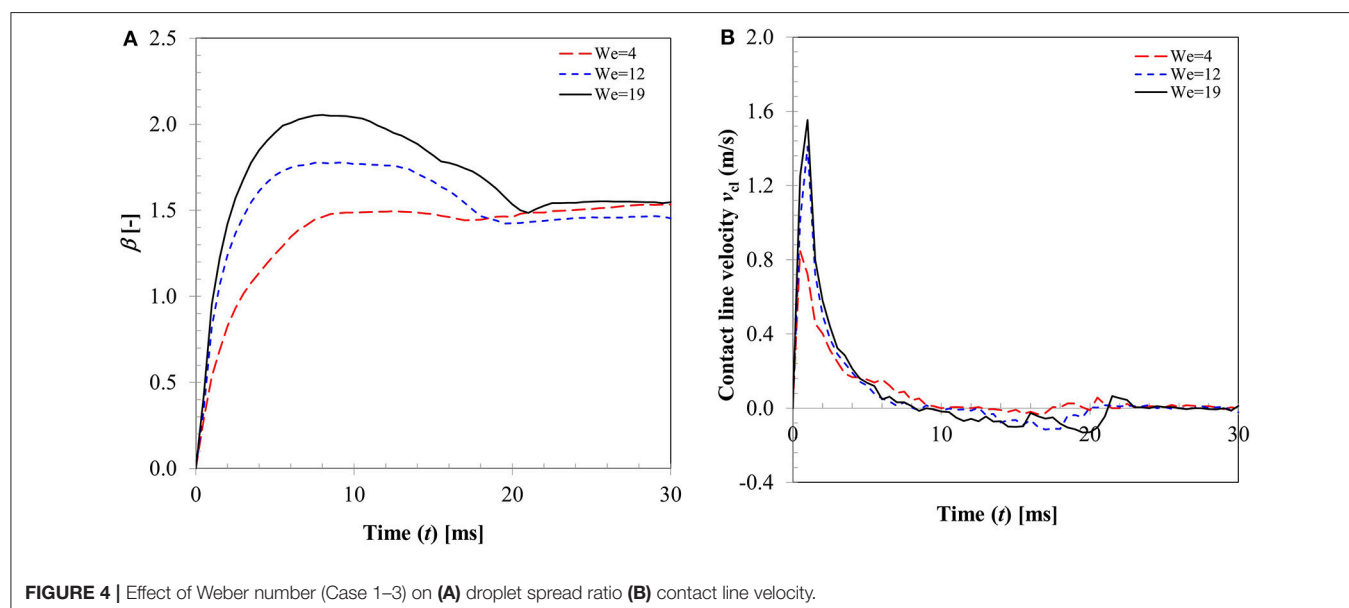 A
2.5
2.0
1.5
1.0
0.5
0.0
β [-]
We=4
We=12
We=19
0
10
20
30
Time (t) [ms]
B
2.0
1.6
1.2
0.8
0.4
0.0
-0.4
Contact line velocity vcl (m/s)
We=4
We=12
We=19
0
10
20
30
Time (t) [ms]
FIGURE 4 | Effect of Weber number (Case 1–3) on (A) droplet spread ratio (B) contact line velocity.